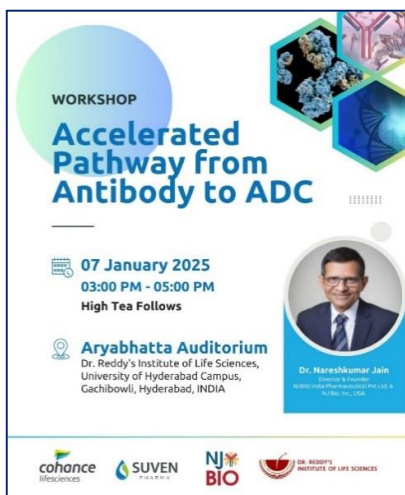 WORKSHOP
Accelerated
Pathway from
Antibody to ADC
07 January 2025
03:00 PM - 05:00 PM
High Tea Follows
Aryabhatta Auditorium
Dr. Reddy's Institute of Life Sciences,
University of Hyderabad Campus,
Gachibowli, Hyderabad, INDIA
Dr. Nareshkumar Jain
Director & Founder
NJBIO India Pharmaceutical Pvt Ltd. &
NJ Bio, Inc., USA.
cohance
lifesciences
SUVEN
PHARMA
NJ
BIO
DR. REDDY'S
INSTITUTE OF LIFE SCIENCES